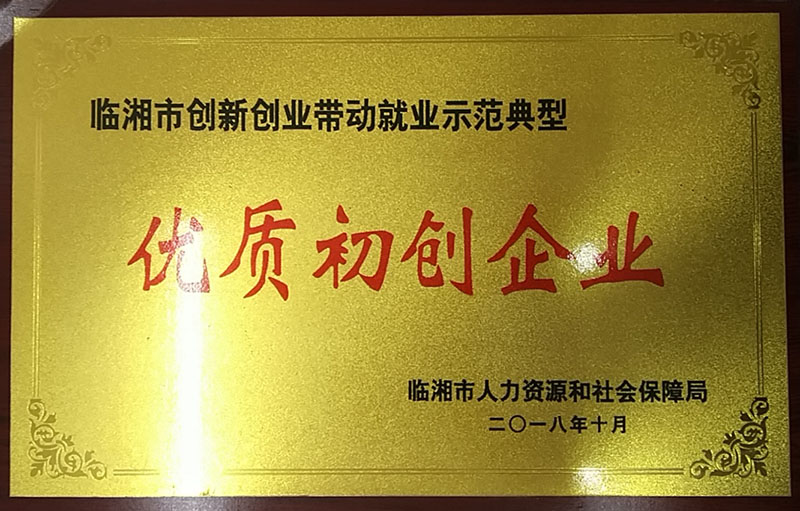 临湘市创新创业带动就业示范典型
优质初创企业
临湘市人力资源和社会保障局
二〇一八年十月